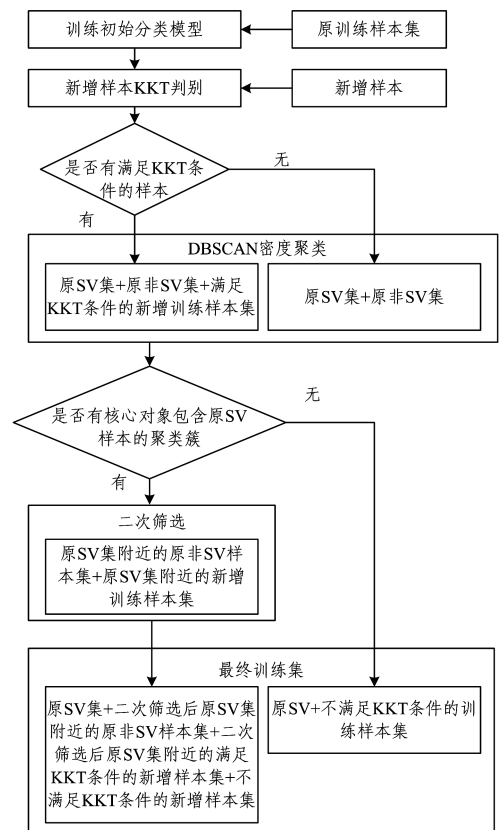 训练初始分类模型
原训练样本集
新增样本KKT判别
新增样本
是否有满足KKT条
件的样本
无
有
DBSCAN密度聚类
原SV集+原非SV集+满足
KKT条件的新增训练样本集
原SV集+原非SV集
是否有核心对象包含原SV
样本的聚类簇
无
有
二次筛选
原SV集附近的原非SV样
本集+原SV集附近的新增
训练样本集
最终训练集
原SV集+二次筛选后原SV集
附近的原非SV样本集+二次
筛选后原SV集附近的满足
KKT条件的新增样本集+不
满足KKT条件的新增样本集
原SV+不满足KKT条件的训
练样本集